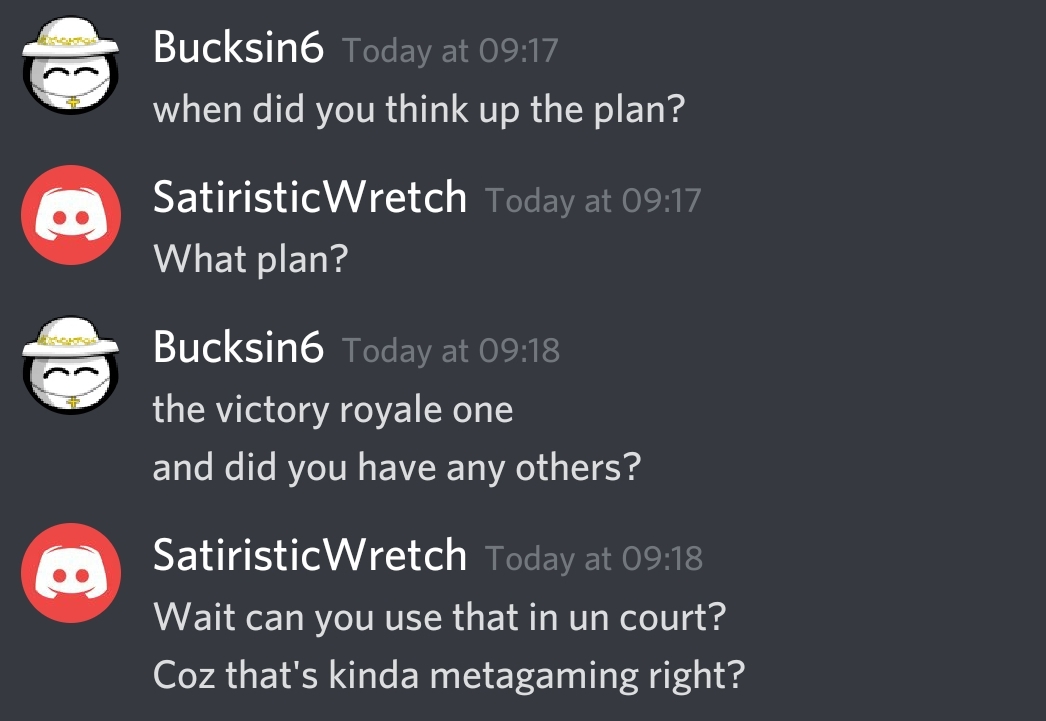 Bucksin6 Today at 09:17
when did you think up the plan?
SatiristicWretch Today at 09:17
What plan?
Bucksin6 Today at 09:18
the victory royale one
and did you have any others?
SatiristicWretch Today at 09:18
Wait can you use that in un court?
Coz that's kinda metagaming right?